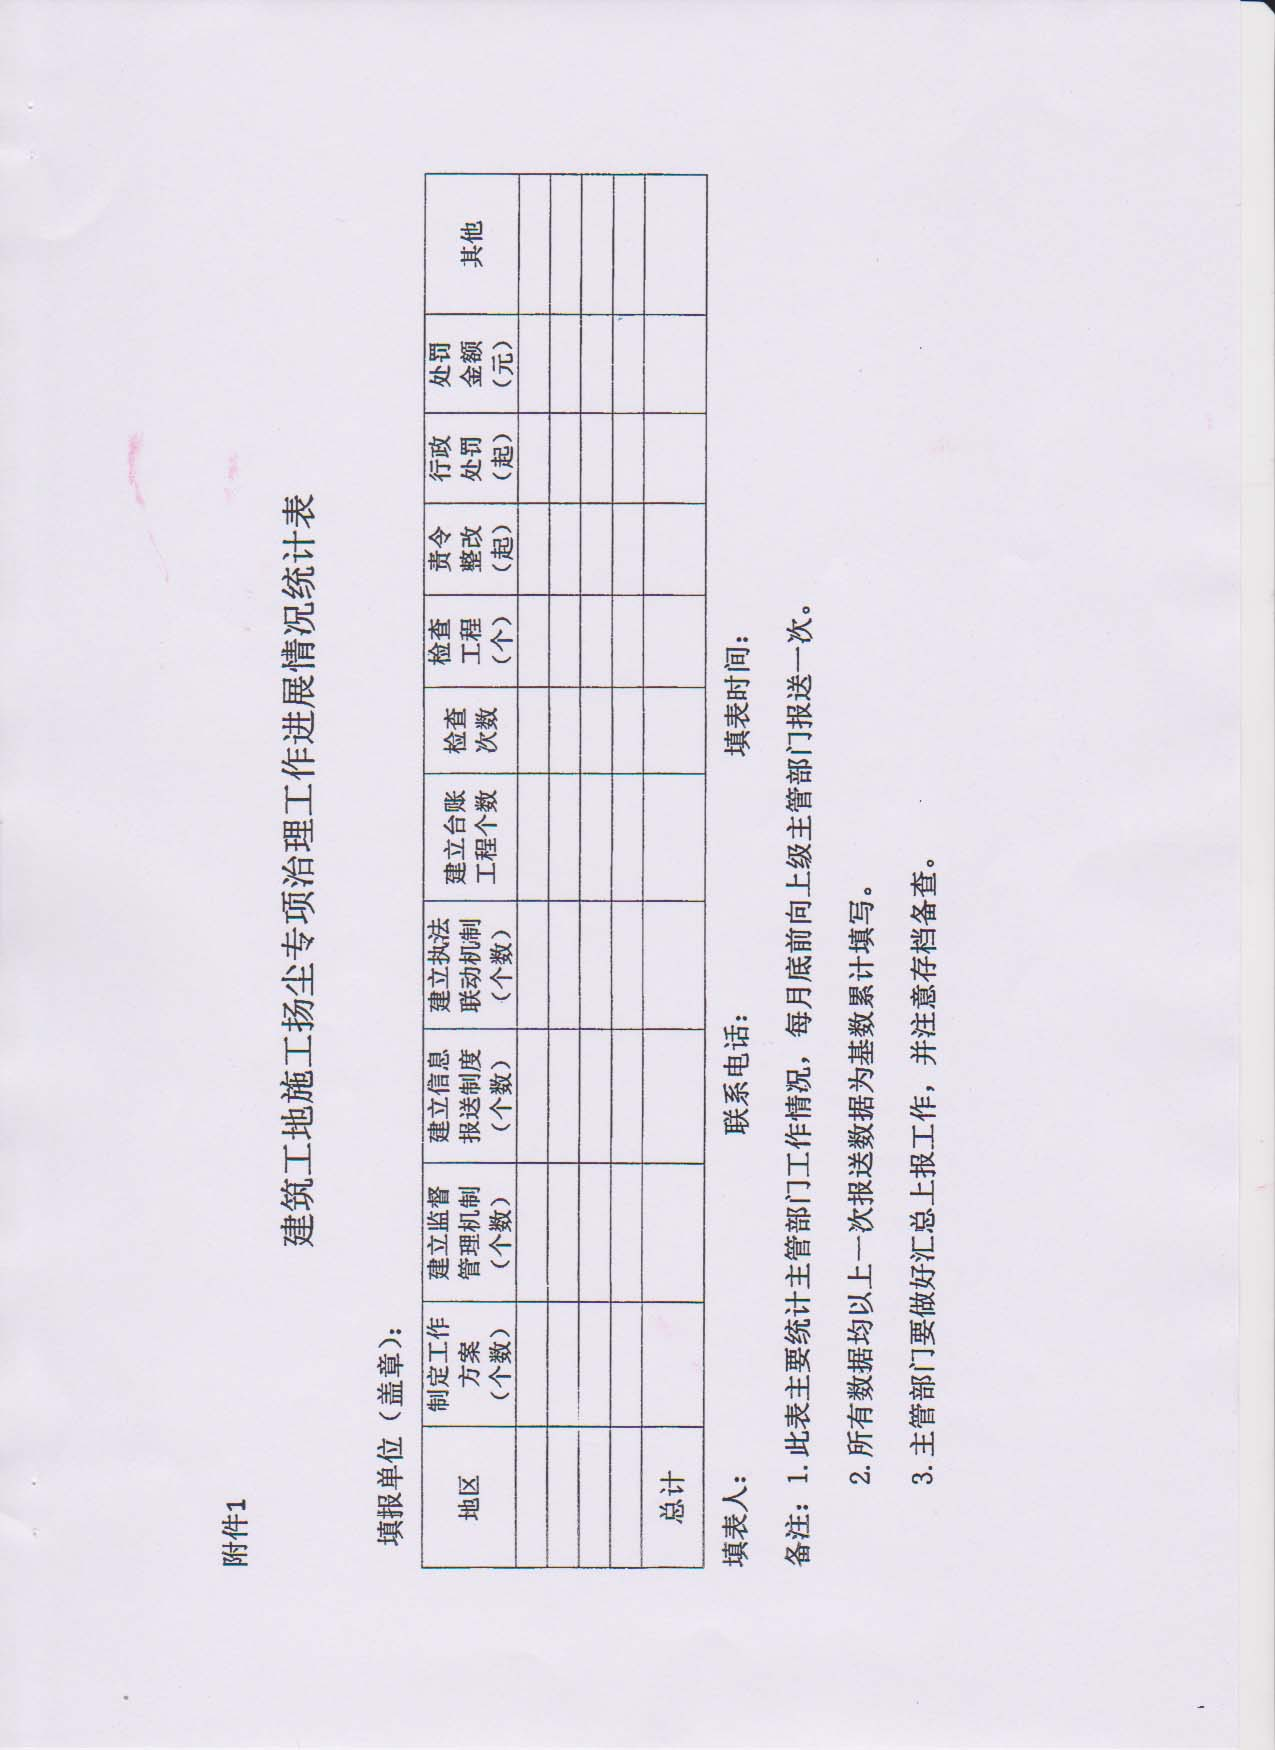 附件1
建筑工地施工扬尘专项治理工作进展情况统计表
填报单位（盖章）：
地区
制定工作
方案
（个数）
建立监督
管理机制
（个数）
建立信息
报送制度
（个数）
建立执法
联动机制
（个数）
建立台账
工程个数
检查
次数
检查
工程
（个）
责令
整改
（起）
行政
处罚
（起）
处罚
金额
（元）
其他
总计
填表人： 联系电话： 填表时间：
备注：1.此表主要统计主管部门工作情况，每月底前向上级主管部门报送一次。
2.所有数据均以上一次报送数据为基数累计填写。
3.主管部门要做好汇总上报工作，并注意存档备查。